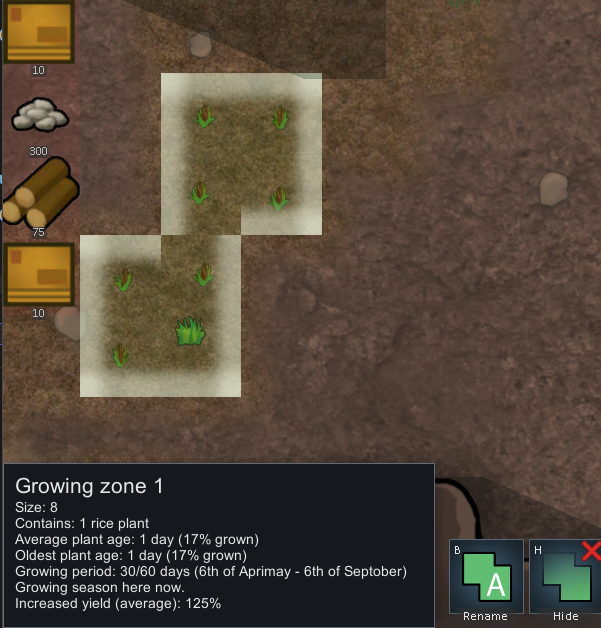 10
300
75
10
Growing zone 1
Size: 8
Contains: 1 rice plant
Average plant age: 1 day (17% grown)
Oldest plant age: 1 day (17% grown)
Growing period: 30/60 days (6th of Aprimay - 6th of Septober)
Growing season here now.
Increased yield (average): 125%
B
A
Rename
H
Hide